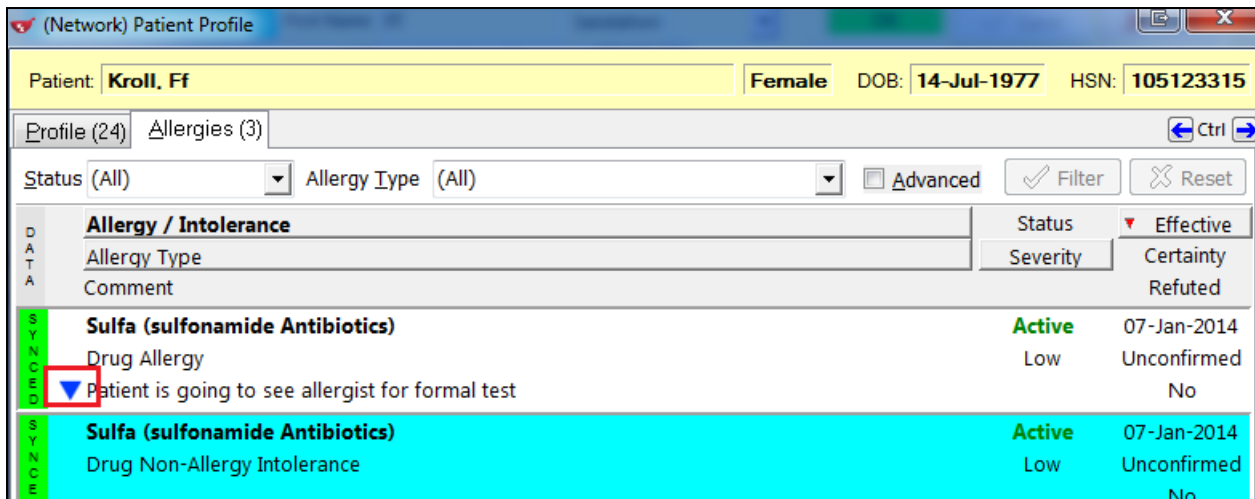 (Network) Patient Profile
Patient: Kroll, Ff Female DOB: 14-Jul-1977 HSN: 105123315
Profile (24) Allergies (3) Ctrl
Status (All) Allergy Type (All) Advanced Filter Reset
DATA
Allergy / Intolerance Status Effective
Allergy Type Severity Certainty
Comment Refuted
SYNCED
Sulfa (sulfonamide Antibiotics) Active 07-Jan-2014
Drug Allergy Low Unconfirmed
Patient is going to see allergist for formal test No
SYNCE
Sulfa (sulfonamide Antibiotics) Active 07-Jan-2014
Drug Non-Allergy Intolerance Low Unconfirmed
No